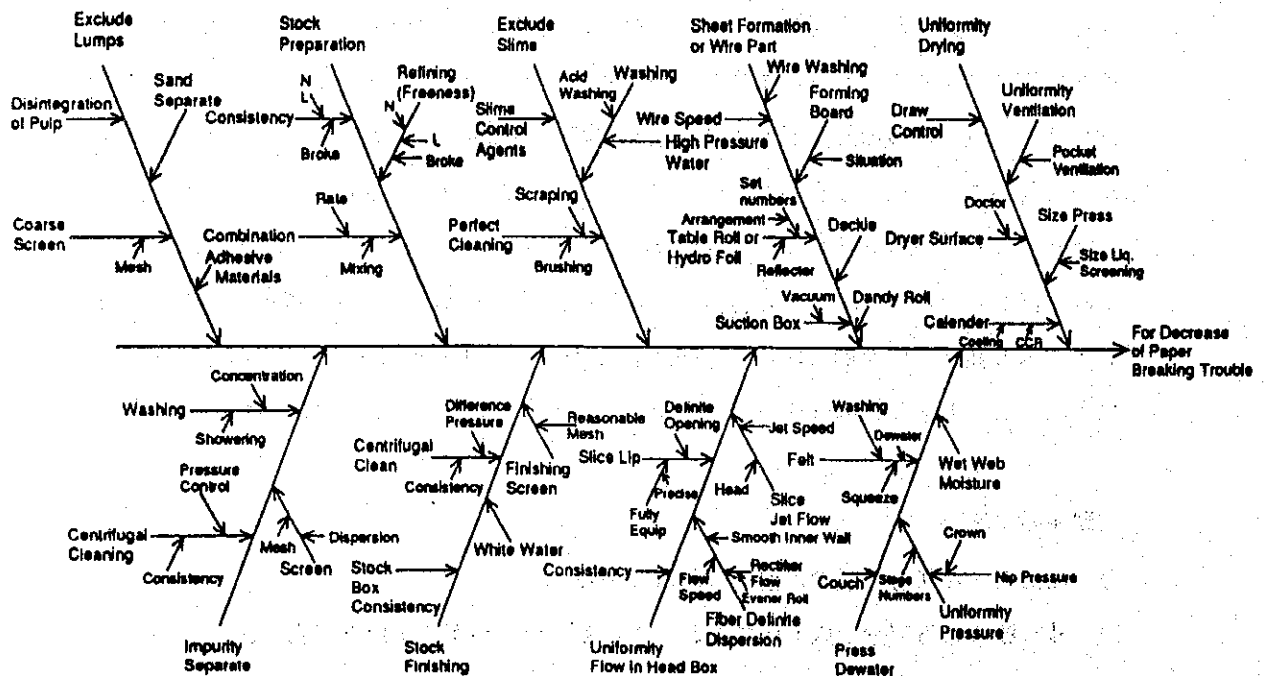 Exclude
Lumps
Stock
Preparation
Exclude
Slime
Sheet Formation
or Wire Part
Uniformity
Drying
Sand
Separate
Disintegration
of Pulp
Coarse
Screen
Mesh
Adhesive
Materials
N
L
Consistency
Broke
Refining
(Freeness)
N
L
Broke
Rate
Combination
Mixing
Acid
Washing
Washing
Slime
Control
Agents
High Pressure
Water
Scraping
Perfect
Cleaning
Brushing
Wire Washing
Forming
Board
Wire Speed
Situation
Set
numbers
Arrangement
Table Roll or
Hydro Foil
Reflecter
Deckle
Vacuum
Dandy Roll
Suction Box
Draw
Control
Uniformity
Ventilation
Pocket
Ventilation
Doctor
Dryer Surface
Size Press
Size Liq.
Screening
Calender
Cooling
CCR
For Decrease
of Paper
Breaking Trouble
Concentration
Washing
Showering
Pressure
Control
Centrifugal
Cleaning
Consistency
Mesh
Dispersion
Screen
Impurity
Separate
Difference
Pressure
Reasonable
Mesh
Centrifugal
Clean
Consistency
Finishing
Screen
White Water
Stock
Box
Consistency
Stock
Finishing
Definite
Opening
Jet Speed
Slice Lip
Precise
Fully
Equip
Head
Slice
Jet Flow
Smooth Inner Wall
Consistency
Flow
Speed
Rectifier
Flow
Evener Roll
Fiber Definite
Dispersion
Uniformity
Flow in Head Box
Washing
Dewater
Felt
Squeeze
Wet Web
Moisture
Crown
Couch
Stage
Numbers
Nip Pressure
Uniformity
Pressure
Press
Dewater